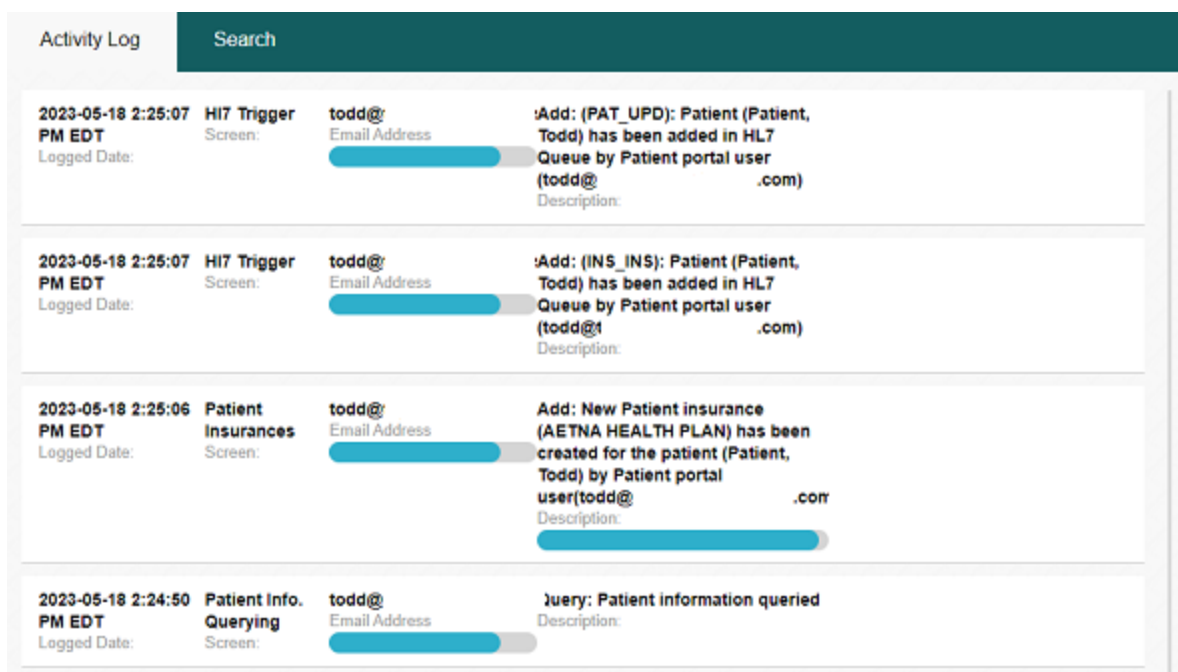 Activity Log
Search
2023-05-18 2:25:07 PM EDT
Logged Date:
HI7 Trigger
Screen:
todd@
Email Address
Add: (PAT_UPD): Patient (Patient,
Todd) has been added in HL7
Queue by Patient portal user
(todd@ .com)
Description:
2023-05-18 2:25:07 PM EDT
Logged Date:
HI7 Trigger
Screen:
todd@
Email Address
Add: (INS_INS): Patient (Patient,
Todd) has been added in HL7
Queue by Patient portal user
(todd@ .com)
Description:
2023-05-18 2:25:06 PM EDT
Logged Date:
Patient
Insurances
Screen:
todd@
Email Address
Add: New Patient insurance
(AETNA HEALTH PLAN) has been
created for the patient (Patient,
Todd) by Patient portal
user(todd@ .com
Description:
2023-05-18 2:24:50 PM EDT
Logged Date:
Patient Info.
Querying
Screen:
todd@
Email Address
Query: Patient information queried
Description: